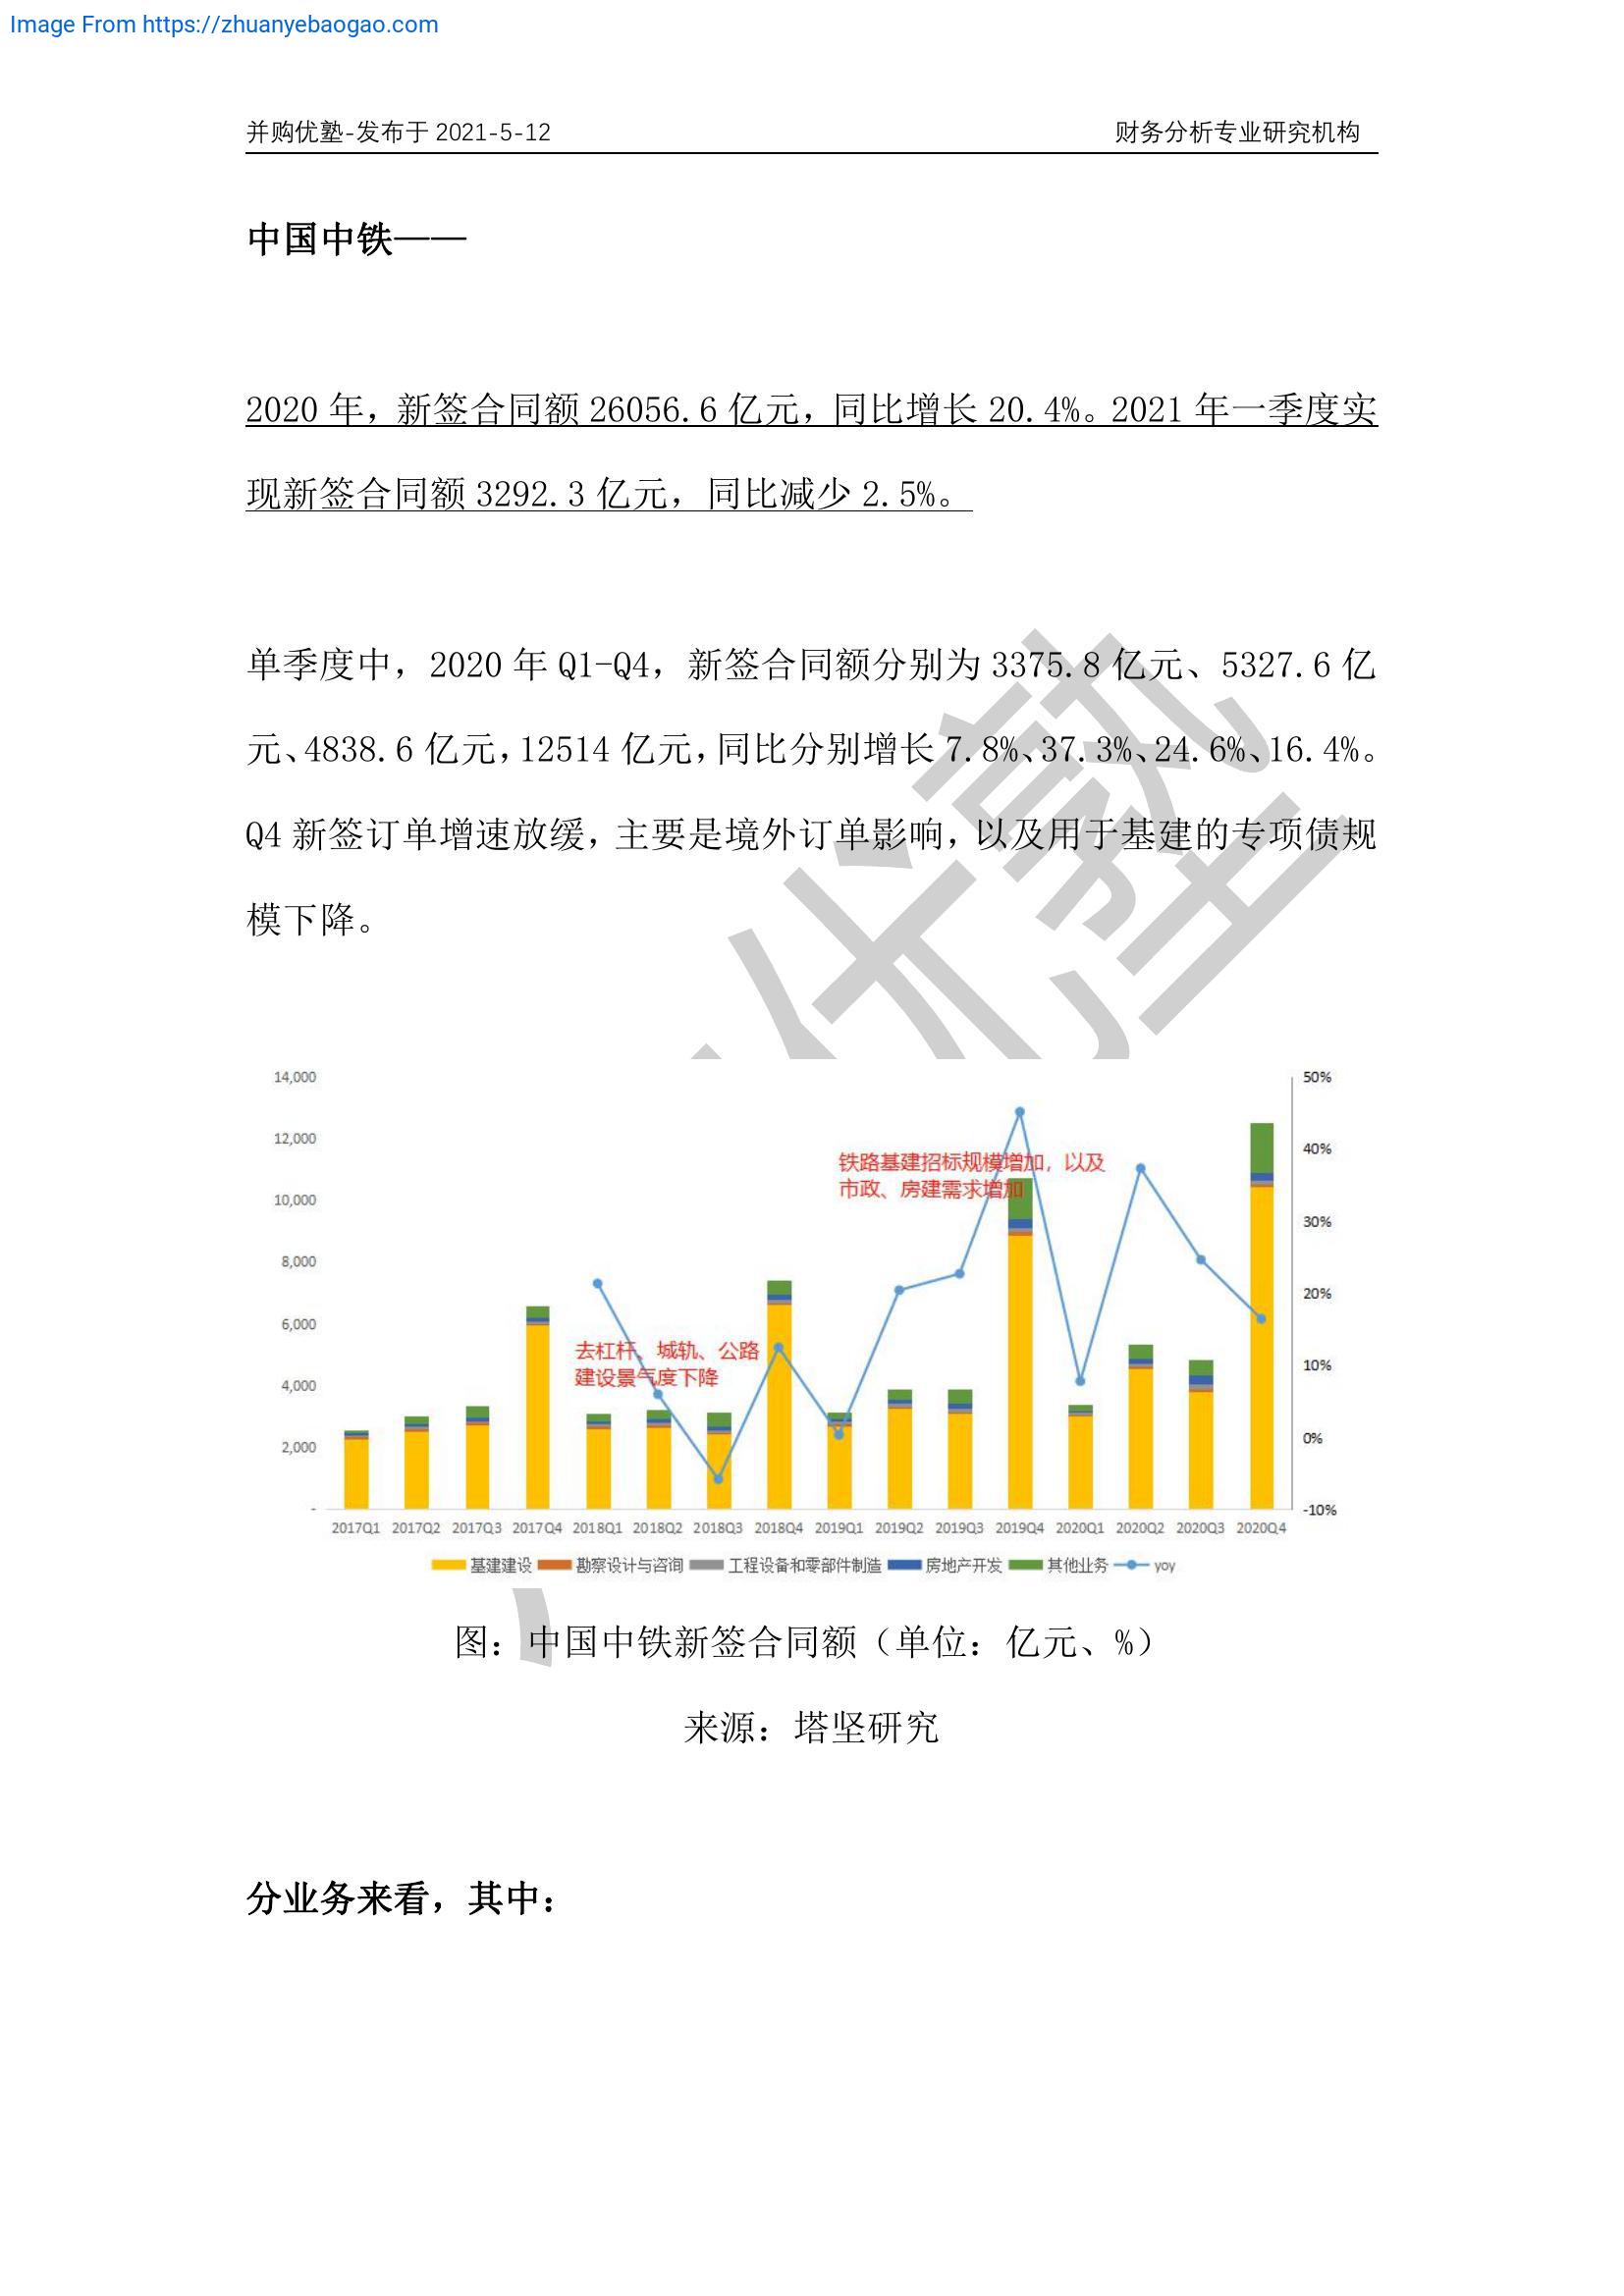 Image From https://zhuanyebaogao.com
并购优塾-发布于 2021-5-12
财务分析专业研究机构
中国中铁——
2020 年，新签合同额 26056.6 亿元，同比增长 20.4%。2021 年一季度实
现新签合同额 3292.3 亿元，同比减少 2.5%。
单季度中，2020 年 Q1-Q4，新签合同额分别为 3375.8 亿元、5327.6 亿
元、4838.6 亿元，12514 亿元，同比分别增长 7.8%、37.3%、24.6%、16.4%。
Q4 新签订单增速放缓，主要是境外订单影响，以及用于基建的专项债规
模下降。
14,000
12,000
10,000
8,000
6,000
4,000
2,000
-
50%
40%
30%
20%
10%
0%
-10%
铁路基建招标规模增加，以及
市政、房建需求增加
去杠杆、城轨、公路
建设景气度下降
2017Q1 2017Q2 2017Q3 2017Q4 2018Q1 2018Q2 2018Q3 2018Q4 2019Q1 2019Q2 2019Q3 2019Q4 2020Q1 2020Q2 2020Q3 2020Q4
基建建设 勘察设计与咨询 工程设备和零部件制造 房地产开发 其他业务 yoy
图：中国中铁新签合同额（单位：亿元、%）
来源：塔坚研究
分业务来看，其中：